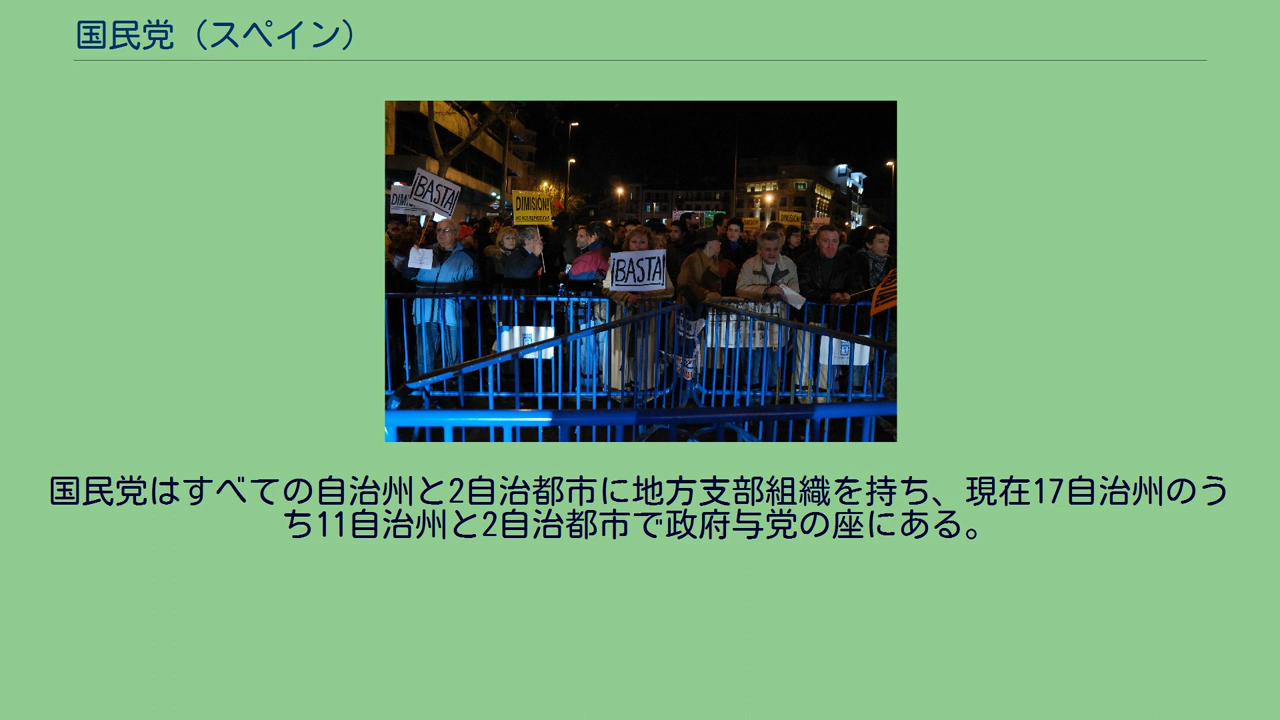 国民党（スペイン）
¡BASTA!
DIMISIÓN!
¡BASTA!
国民党はすべての自治州と2自治都市に地方支部組織を持ち、現在17自治州のう
ち11自治州と2自治都市で政府与党の座にある。